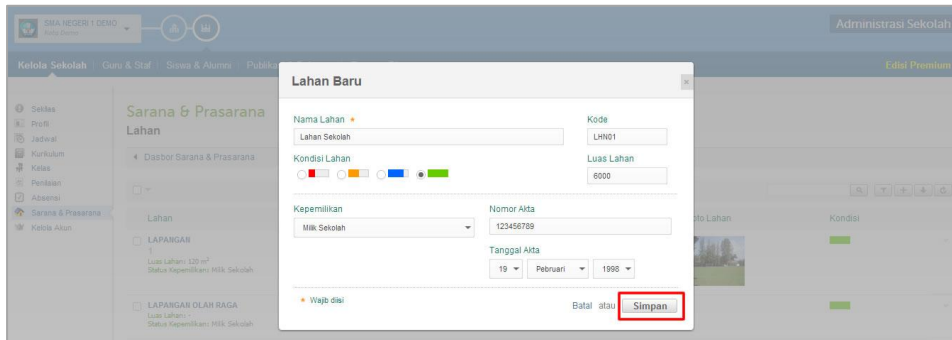 SMA NEGERI 1 DEMO
Administrasi Sekolah
Kelola Sekolah Guru & Staf Siswa & Alumni Publika
Edisi Premium
Sekilas
Profil
Jadwal
Kurikulum
Kelas
Penilaian
Absensi
Sarana & Prasarana
Kelola Akun
Sarana & Prasarana
Lahan
Dasbor Sarana & Prasarana
Lahan
Foto Lahan
Kondisi
LAPANGAN
1
Luas Lahan: 120 m²
Status Kepemilikan: Milik Sekolah
LAPANGAN OLAH RAGA
Luas Lahan: -
Status Kepemilikan: Milik Sekolah
Lahan Baru
x
Nama Lahan * Kode
Lahan Sekolah LHN01
Kondisi Lahan Luas Lahan
6000
Kepemilikan Nomor Akta
Milik Sekolah 123456789
Tanggal Akta
19 Pebruari 1998
* Wajib diisi Batal atau Simpan